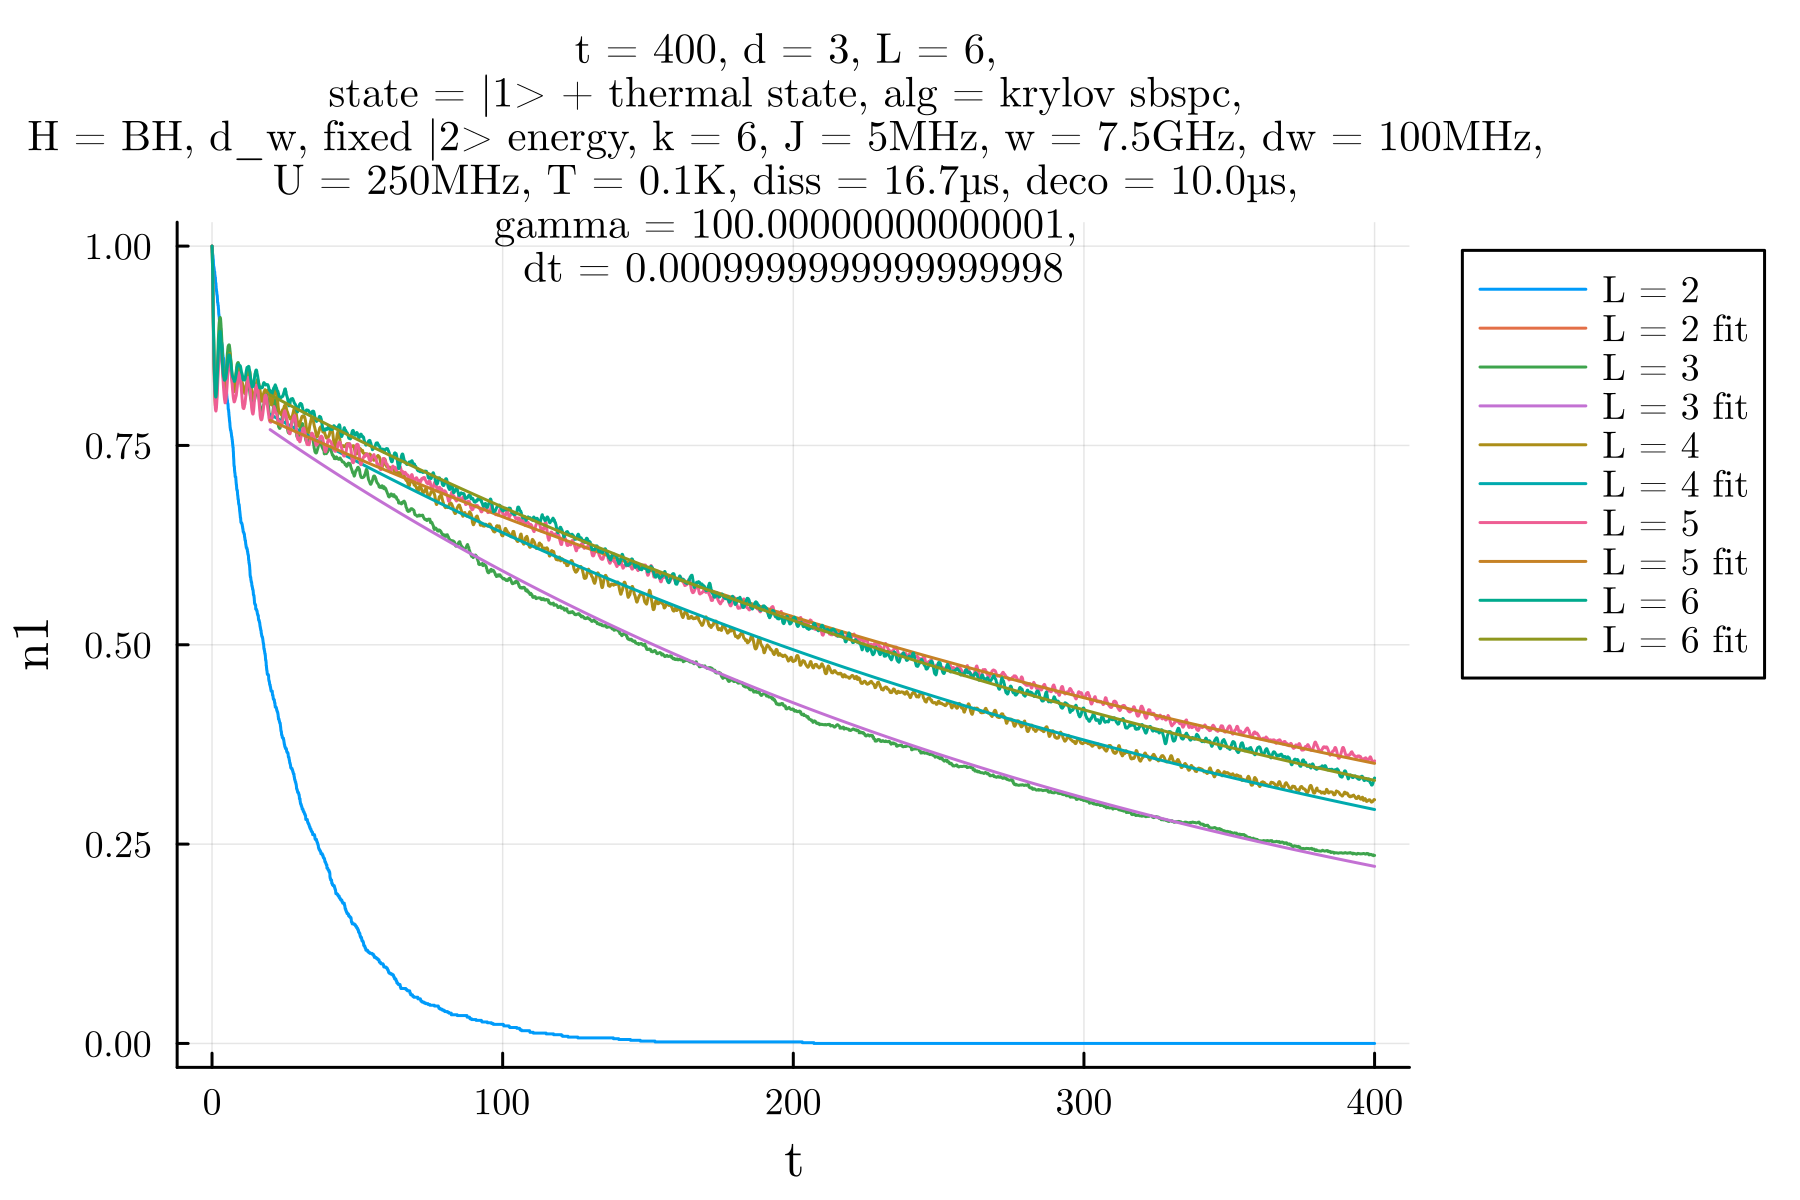 t = 400, d = 3, L = 6,
state = |1> + thermal state, alg = krylov sbspc,
H = BH, d_w, fixed |2> energy, k = 6, J = 5MHz, w = 7.5GHz, dw = 100MHz,
U = 250MHz, T = 0.1K, diss = 16.7μs, deco = 10.0μs,
gamma = 100.00000000000001,
dt = 0.0009999999999999998
1.00
0.75
0.50
0.25
0.00
n1
0
100
200
300
400
t
L = 2
L = 2 fit
L = 3
L = 3 fit
L = 4
L = 4 fit
L = 5
L = 5 fit
L = 6
L = 6 fit